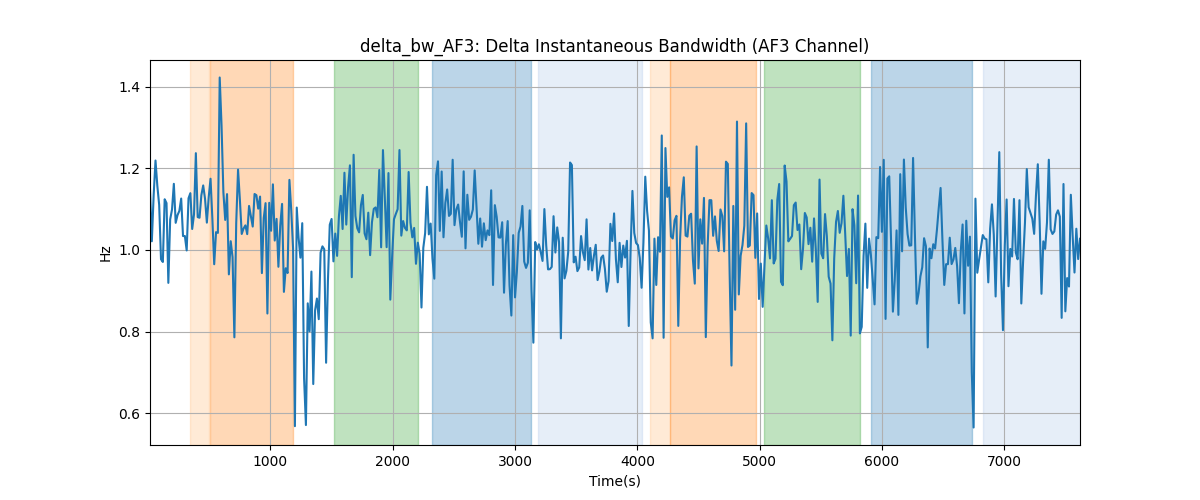 delta_bw_AF3: Delta Instantaneous Bandwidth (AF3 Channel)
1.4
1.2
1.0
0.8
0.6
Hz
1000 2000 3000 4000 5000 6000 7000
Time(s)